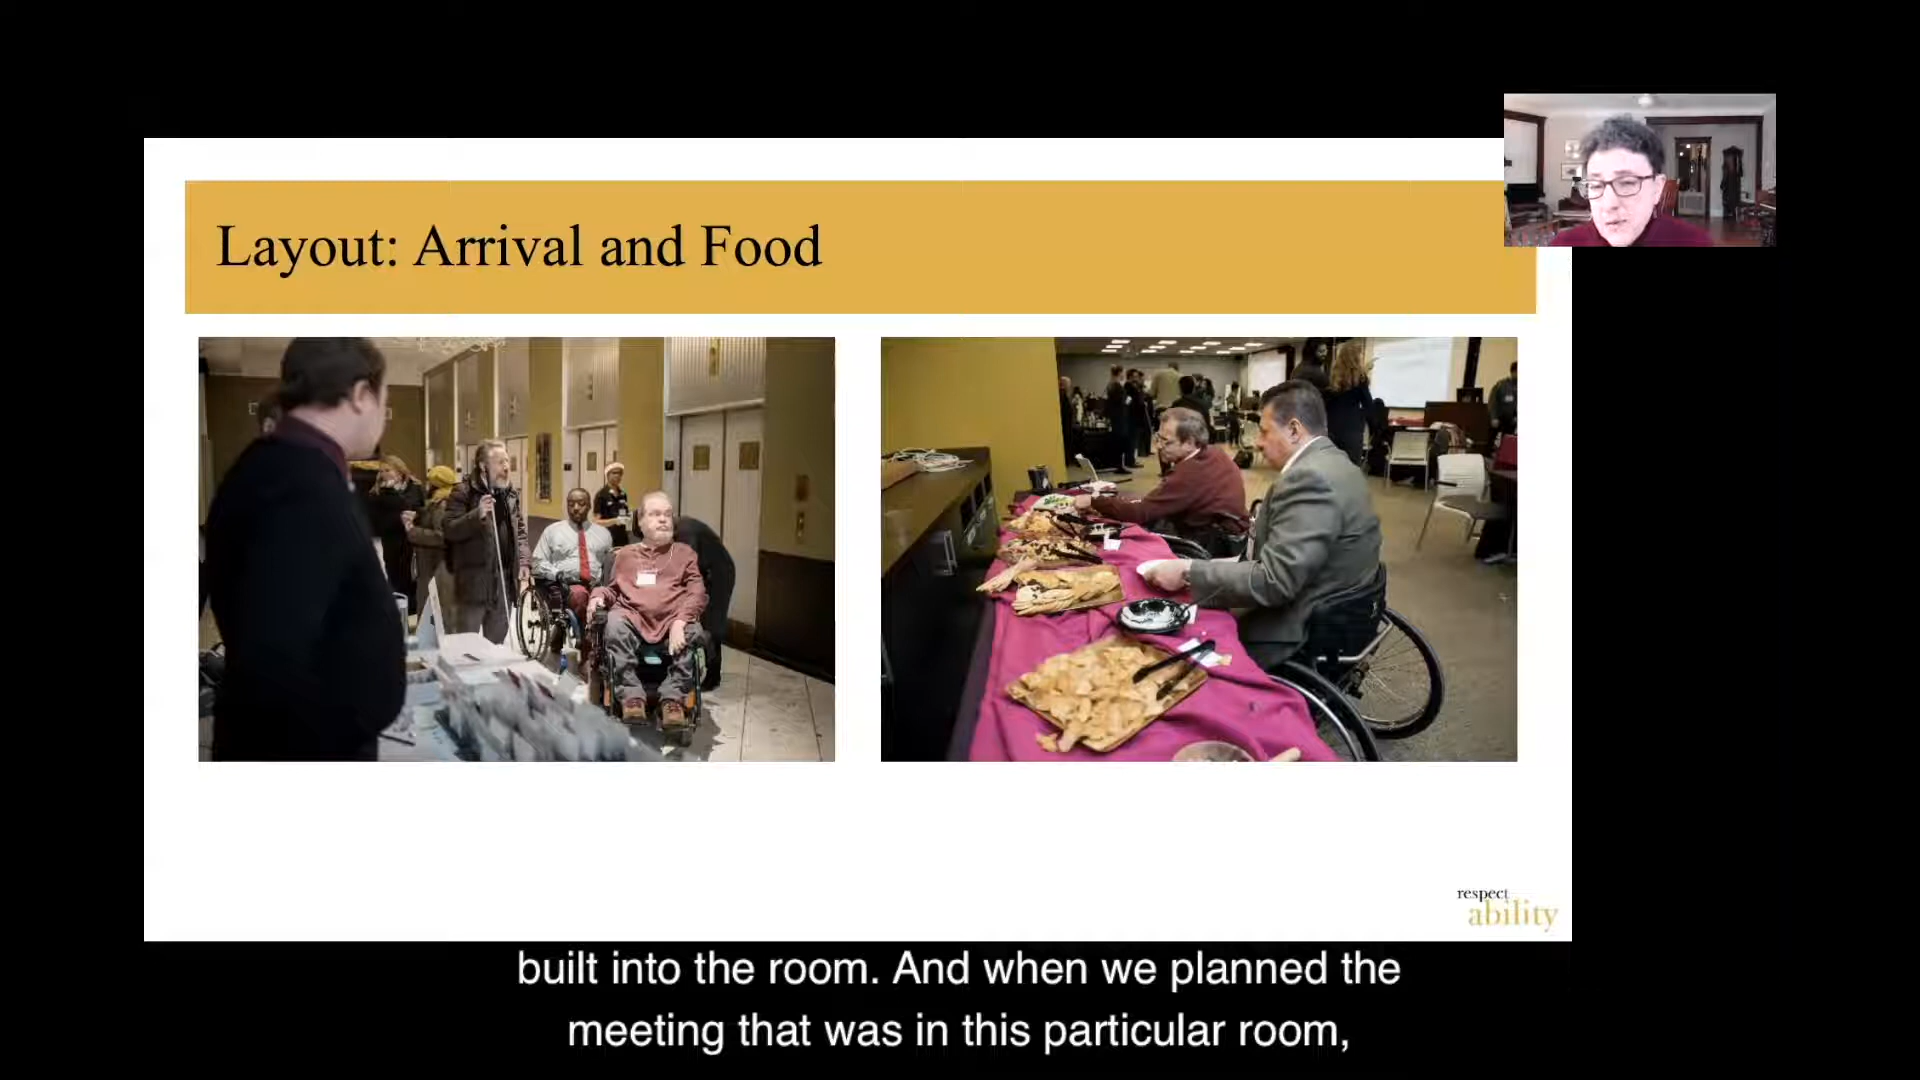 Layout: Arrival and Food
respect
ability
built into the room. And when we planned the
meeting that was in this particular room,